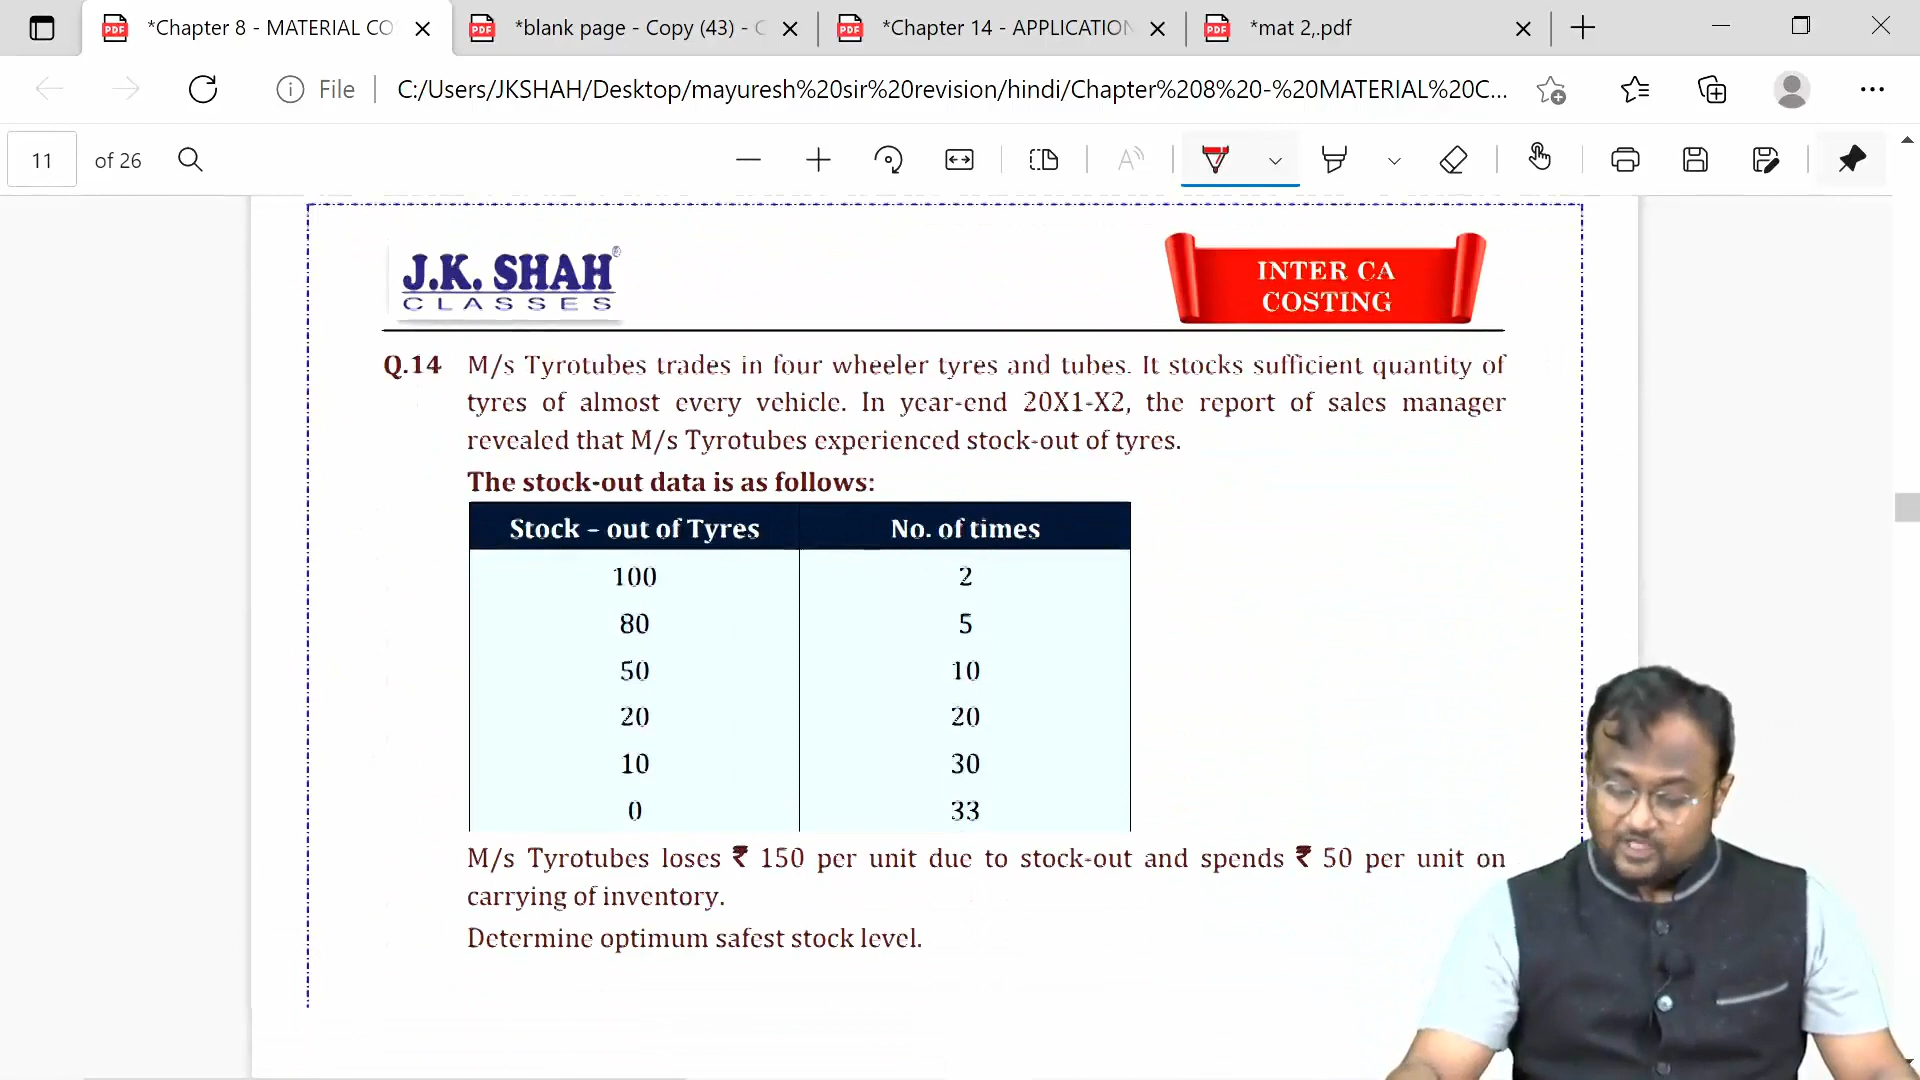 *Chapter 8 - MATERIAL CO
*blank page - Copy (43) - C
*Chapter 14 - APPLICATION
*mat 2,.pdf
File
C:/Users/JKSHAH/Desktop/mayuresh%20sir%20revision/hindi/Chapter%208%20-%20MATERIAL%20C...
11 of 26
J.K. SHAH®
CLASSES
INTER CA
COSTING
Q.14 M/s Tyrotubes trades in four wheeler tyres and tubes. It stocks sufficient quantity of
tyres of almost every vehicle. In year-end 20X1-X2, the report of sales manager
revealed that M/s Tyrotubes experienced stock-out of tyres.
The stock-out data is as follows:
Stock – out of Tyres No. of times
100 2
80 5
50 10
20 20
10 30
0 33
M/s Tyrotubes loses ₹ 150 per unit due to stock-out and spends ₹ 50 per unit on
carrying of inventory.
Determine optimum safest stock level.